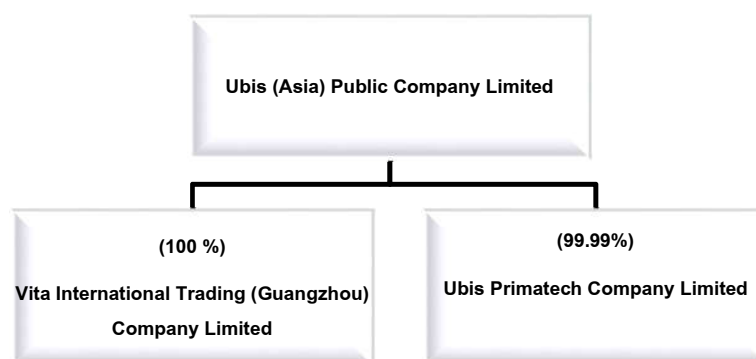 Ubis (Asia) Public Company Limited
(100 %)
Vita International Trading (Guangzhou)
Company Limited
(99.99%)
Ubis Primatech Company Limited